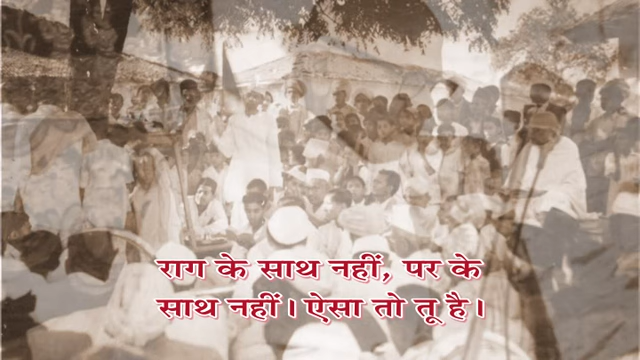 राग के साथ नहीं, पर के
साथ नहीं। ऐसा तो तू है।